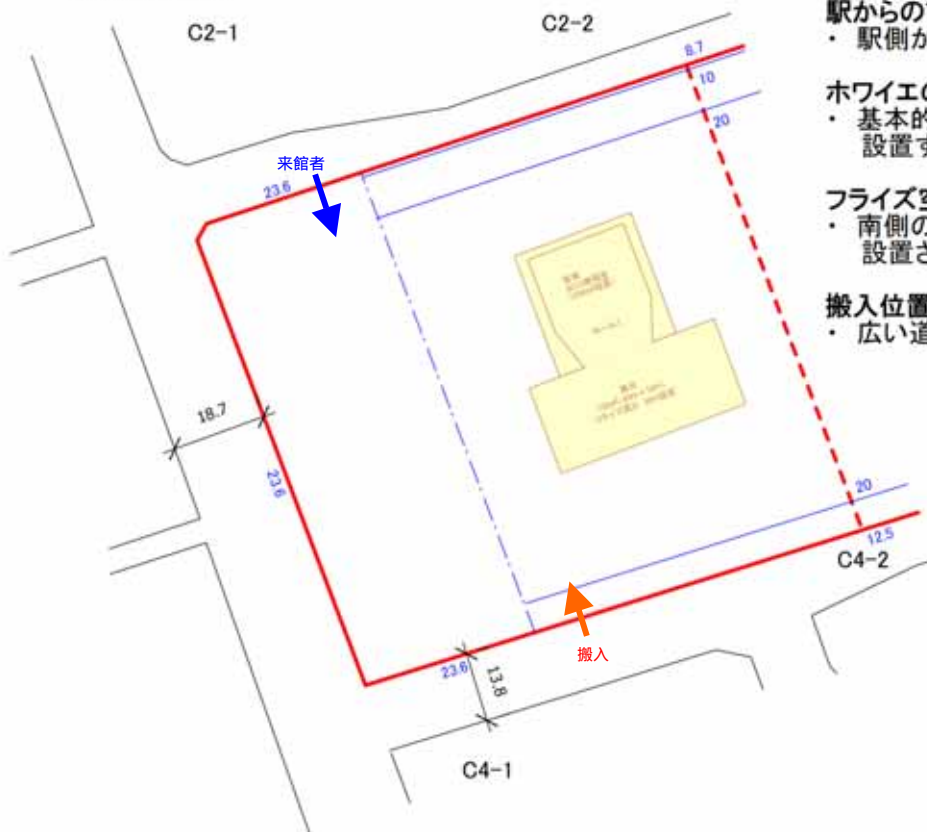 C2-1
C2-2
駅からの
・ 駅側か
ホワイエの
・ 基本的
設置す
フライズ空
・ 南側の
設置さ
搬入位置
・ 広い道
8.7
10
20
来館者
23.6
18.7
23.6
20
12.5
C4-2
搬入
23.6
13.8
C4-1